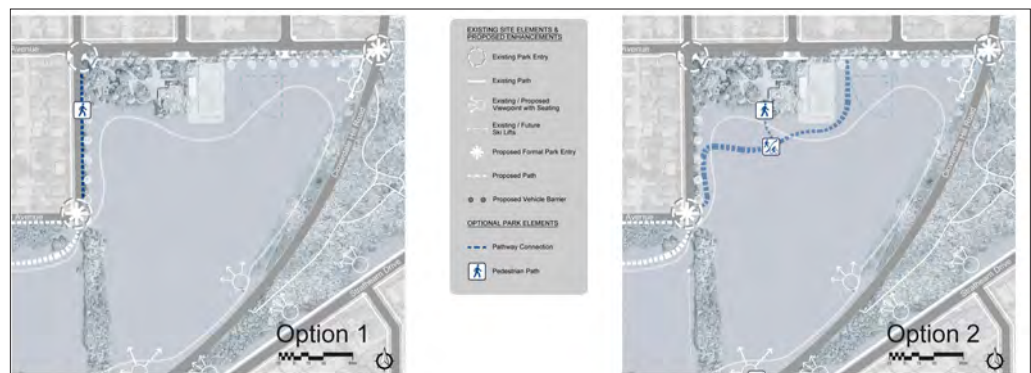 Avenue
Option 1
Avenue
EXISTING SITE ELEMENTS &
PROPOSED ENHANCEMENTS
Existing Park Entry
Existing Path
Existing / Proposed
Viewpoint with Seating
Existing / Future
Ski Lifts
Proposed Formal Park Entry
Proposed Path
Proposed Vehicle Barrier
OPTIONAL PARK ELEMENTS
Pathway Connection
Pedestrian Path
Avenue
Avenue
Option 2